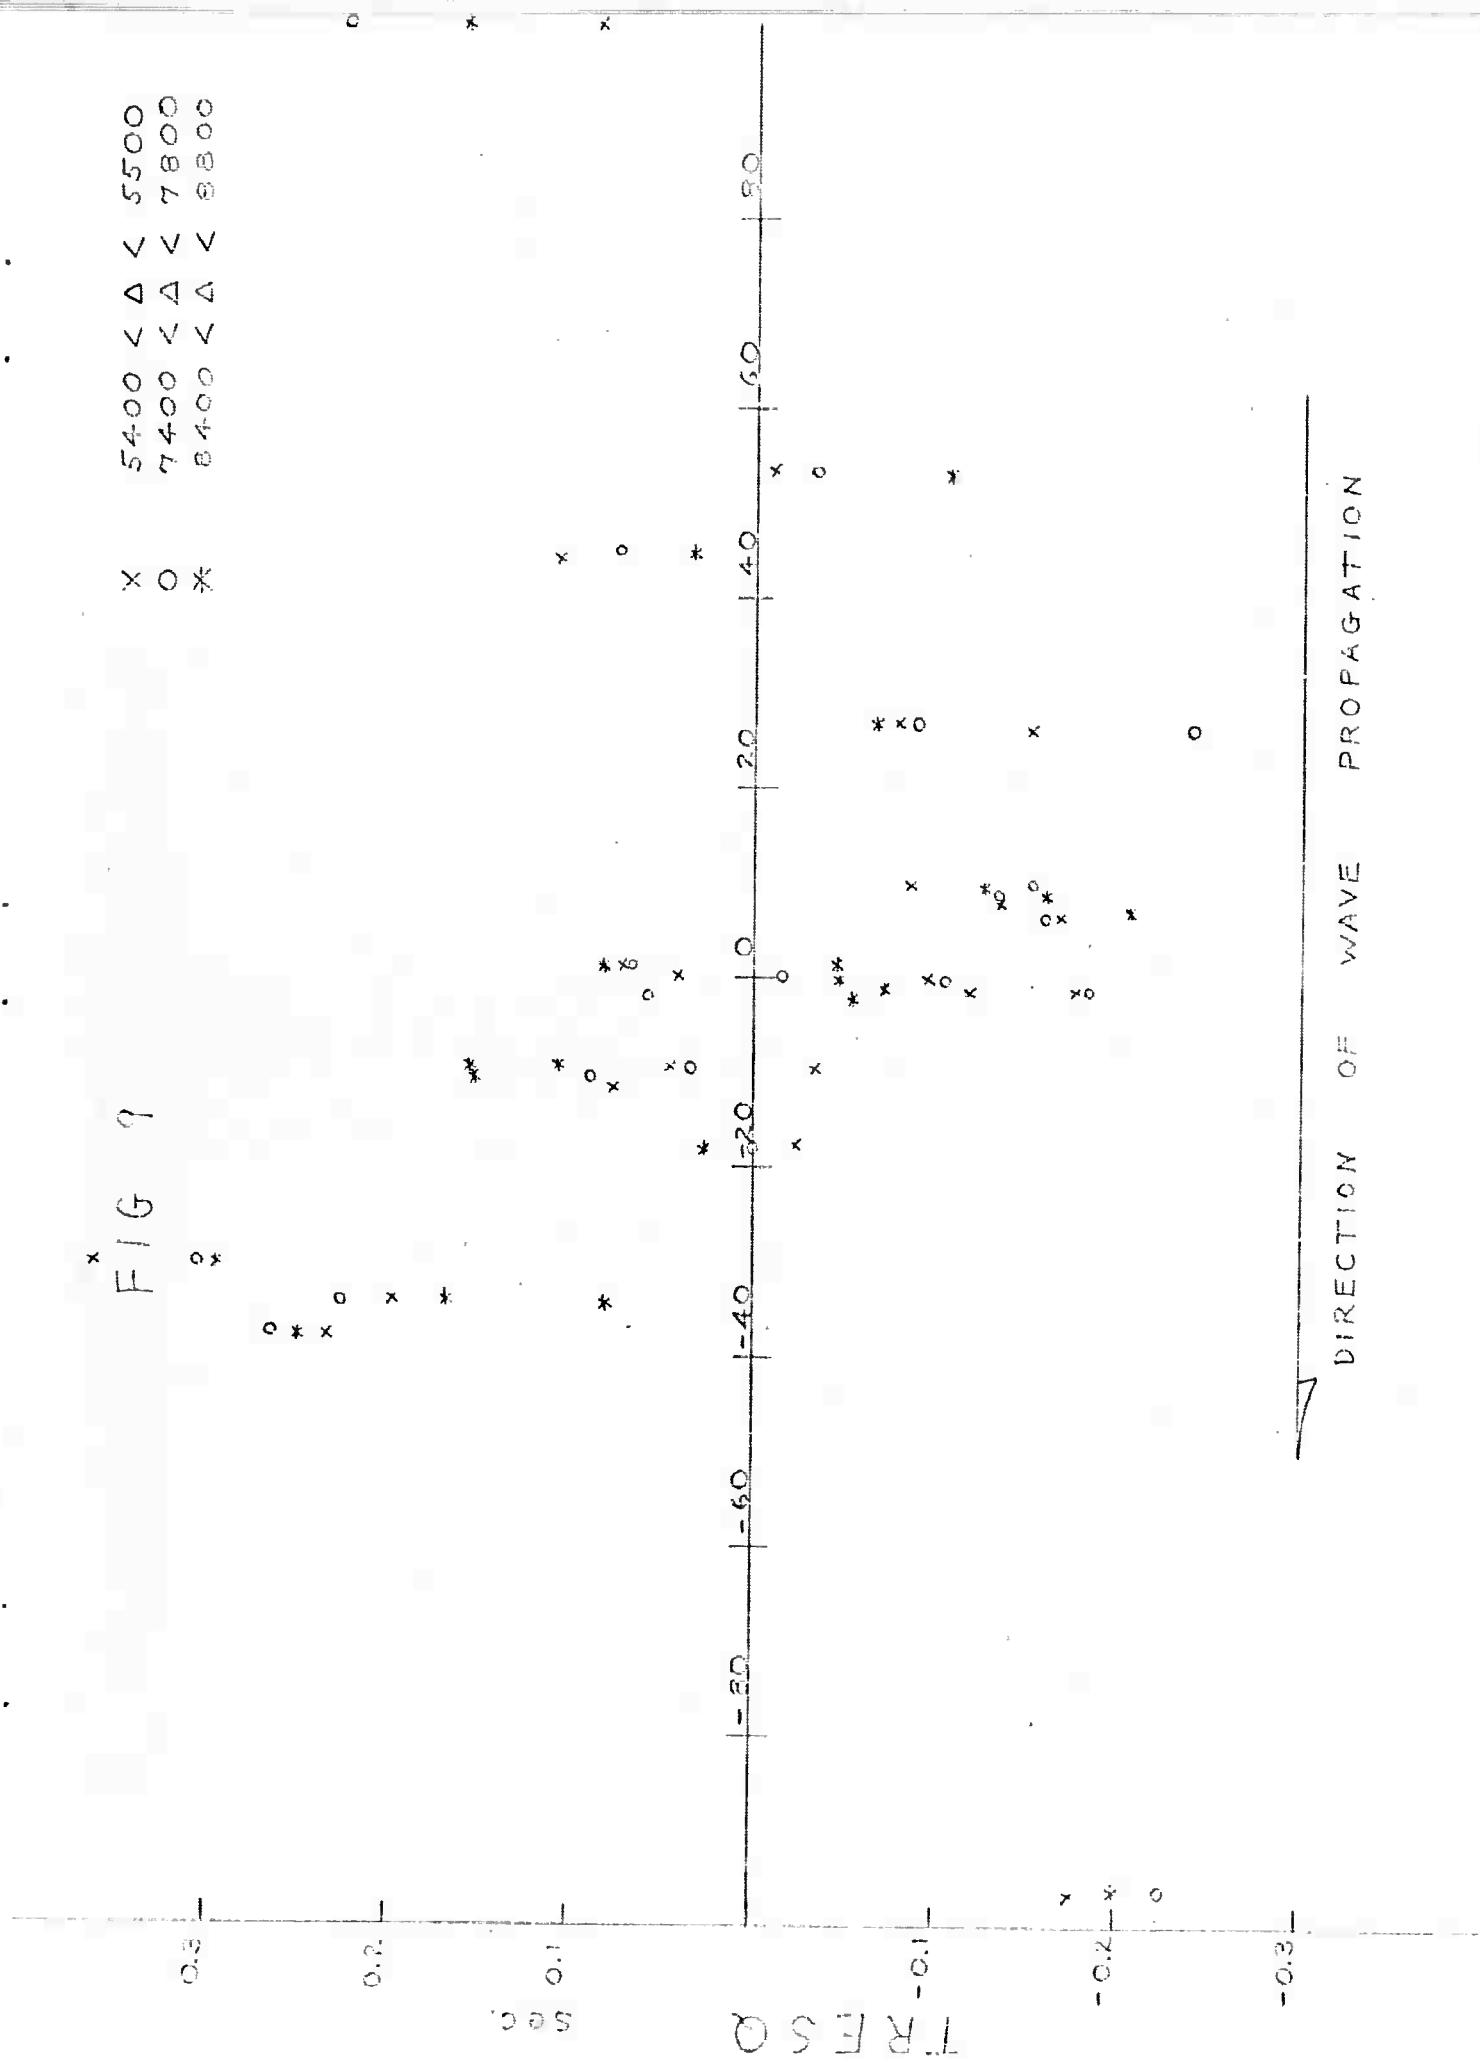 FIG 9
x 5400 < Δ < 5500
o 7400 < Δ < 7800
* 8400 < Δ < 8800
0.3
0.2
0.1
-0.1
-0.2
-0.3
TRESQ
sec.
-80 -60 -40 -20 0 20 40 60 80
DIRECTION OF WAVE PROPAGATION